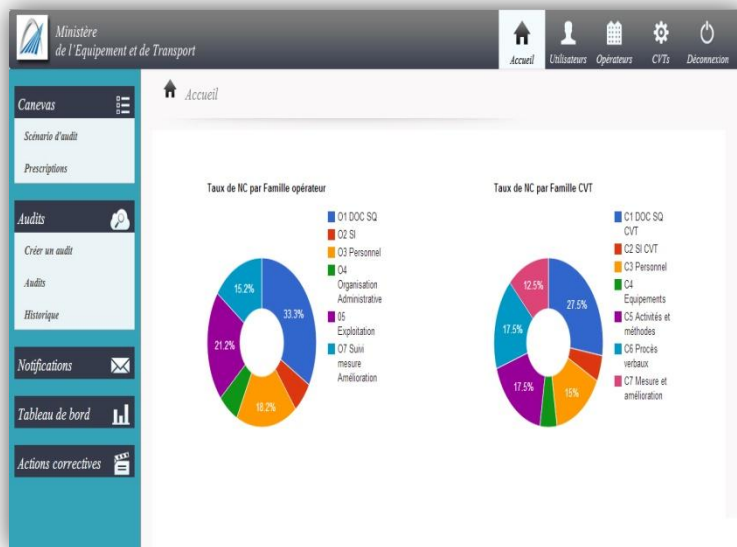 Ministère
de l'Equipement et de Transport
Accueil
Utilisateurs
Opérateurs
CVTs
Déconnexion
Accueil
Canevas
Scénario d'audit
Prescriptions
Audits
Créer un audit
Audits
Historique
Notifications
Tableau de bord
Actions correctives
Taux de NC par Famille opérateur
33.3%
18.2%
21.2%
15.2%
O1 DOC SQ
O2 SI
O3 Personnel
O4
Organisation
Administrative
05
Exploitation
O7 Suivi
mesure
Amélioration
Taux de NC par Famille CVT
27.5%
15%
17.5%
17.5%
12.5%
C1 DOC SQ
CVT
C2 SI CVT
C3 Personnel
C4
Equipements
C5 Activités et
méthodes
C6 Procès
verbaux
C7 Mesure et
amélioration